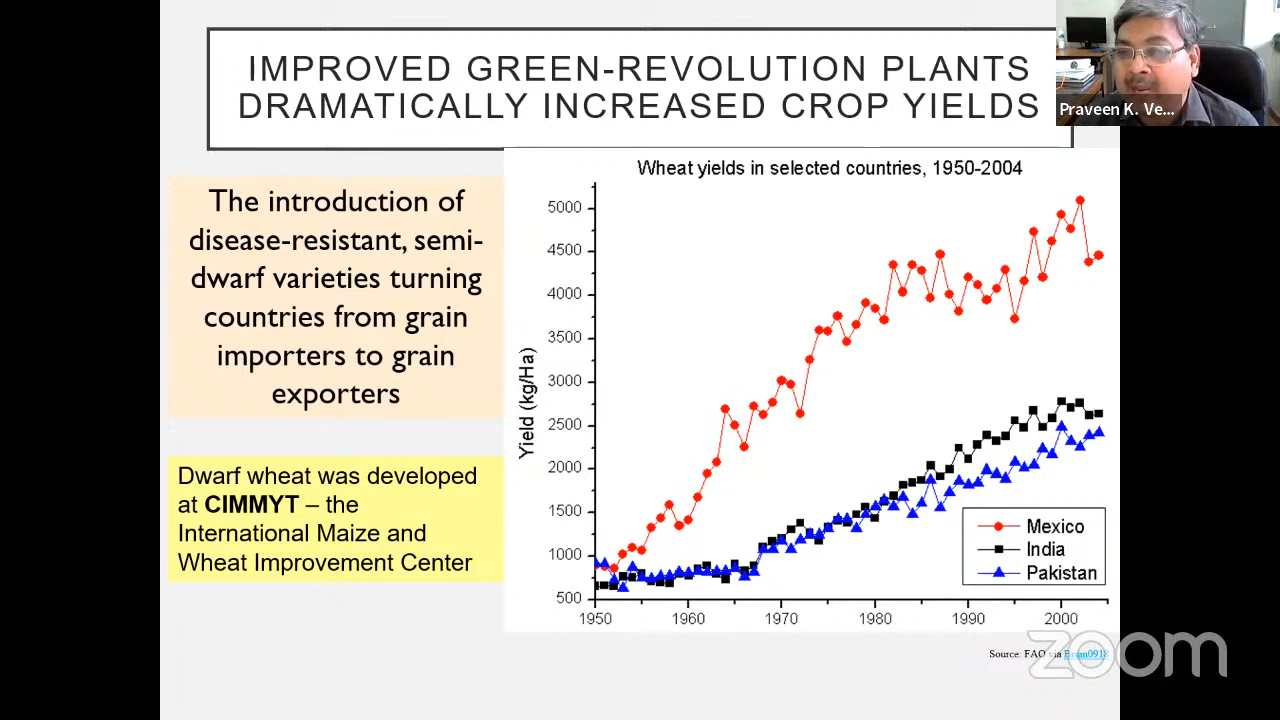 IMPROVED GREEN-REVOLUTION PLANTS
DRAMATICALLY INCREASED CROP YIELDS
Praveen K. Ve...
The introduction of
disease-resistant, semi-
dwarf varieties turning
countries from grain
importers to grain
exporters
Dwarf wheat was developed
at CIMMYT – the
International Maize and
Wheat Improvement Center
Wheat yields in selected countries, 1950-2004
Yield (kg/Ha)
5000
4500
4000
3500
3000
2500
2000
1500
1000
500
1950 1960 1970 1980 1990 2000
Mexico
India
Pakistan
Source: FAO via Brian0918
zoom